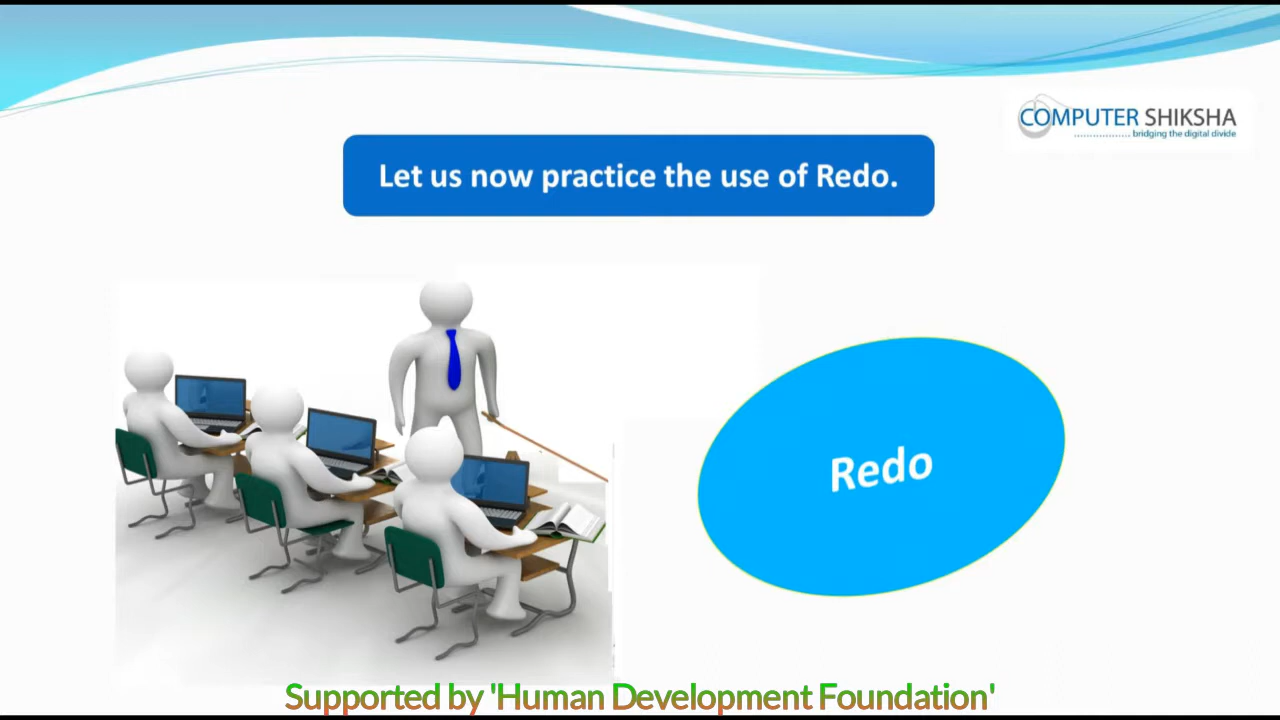 COMPUTER SHIKSHA
bridging the digital divide
Let us now practice the use of Redo.
Redo
Supported by 'Human Development Foundation'